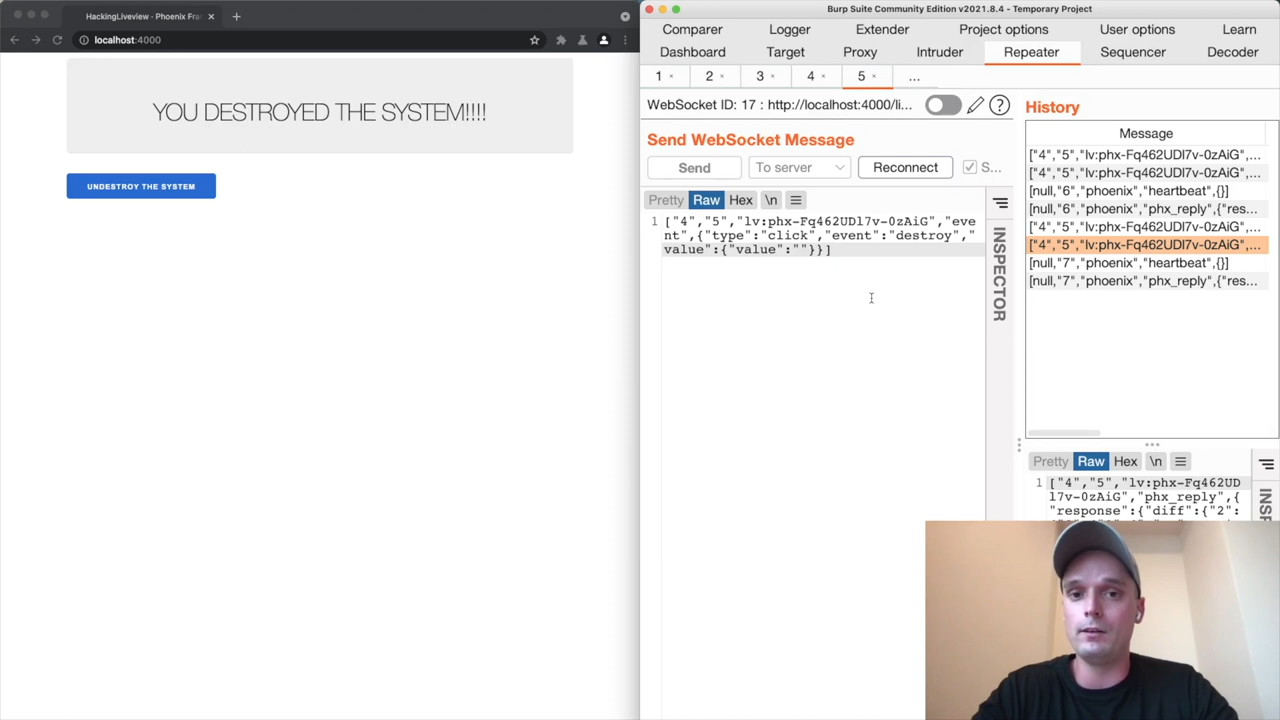 HackingLiveview · Phoenix Fra
localhost:4000
YOU DESTROYED THE SYSTEM!!!!
UNDESTROY THE SYSTEM
Burp Suite Community Edition v2021.8.4 - Temporary Project
Comparer Logger Extender Project options User options Learn
Dashboard Target Proxy Intruder Repeater Sequencer Decoder
1 × 2 × 3 × 4 × 5 × ...
WebSocket ID: 17 : http://localhost:4000/li...
Send WebSocket Message
Send To server Reconnect S...
Pretty Raw Hex \n
1 ["4","5","lv:phx-Fq462UDl7v-0zAiG","eve
nt",{"type":"click","event":"destroy","
value":{"value":""}}]
INSPECTOR
History
Message
["4","5","lv:phx-Fq462UDl7v-0zAiG",...
["4","5","lv:phx-Fq462UDl7v-0zAiG",...
[null,"6","phoenix","heartbeat",{}]
[null,"6","phoenix","phx_reply",{"res...
["4","5","lv:phx-Fq462UDl7v-0zAiG",...
["4","5","lv:phx-Fq462UDl7v-0zAiG",...
[null,"7","phoenix","heartbeat",{}]
[null,"7","phoenix","phx_reply",{"res...
Pretty Raw Hex \n
1 ["4","5","lv:phx-Fq462UD
l7v-0zAiG","phx_reply",{
"response":{"diff":{"2":